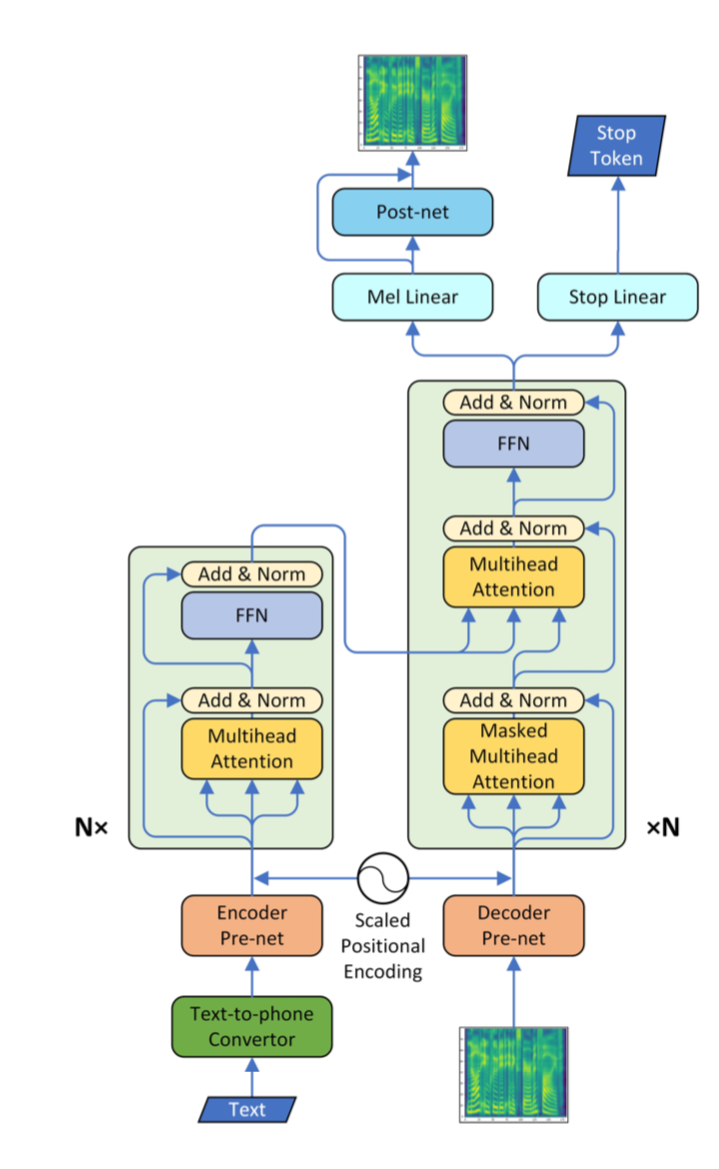 Stop
Token
Post-net
Mel Linear
Stop Linear
Add & Norm
FFN
Add & Norm
Multihead
Attention
Add & Norm
Masked
Multihead
Attention
×N
Add & Norm
FFN
Add & Norm
Multihead
Attention
N×
Encoder
Pre-net
Scaled
Positional
Encoding
Decoder
Pre-net
Text-to-phone
Convertor
Text